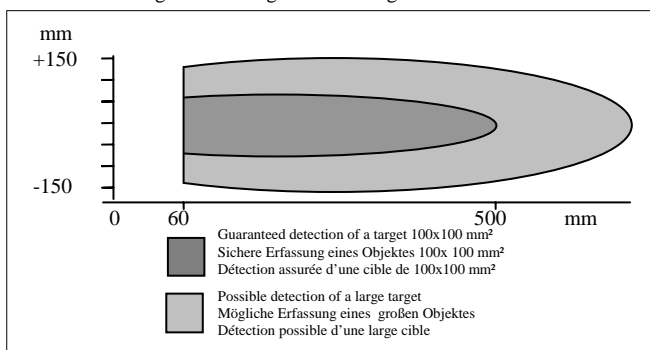 mm
+150
-150
0 60 500 mm
Guaranteed detection of a target 100x100 mm²
Sichere Erfassung eines Objektes 100x 100 mm²
Détection assurée d'une cible de 100x100 mm²
Possible detection of a large target
Mögliche Erfassung eines großen Objektes
Détection possible d'une large cible